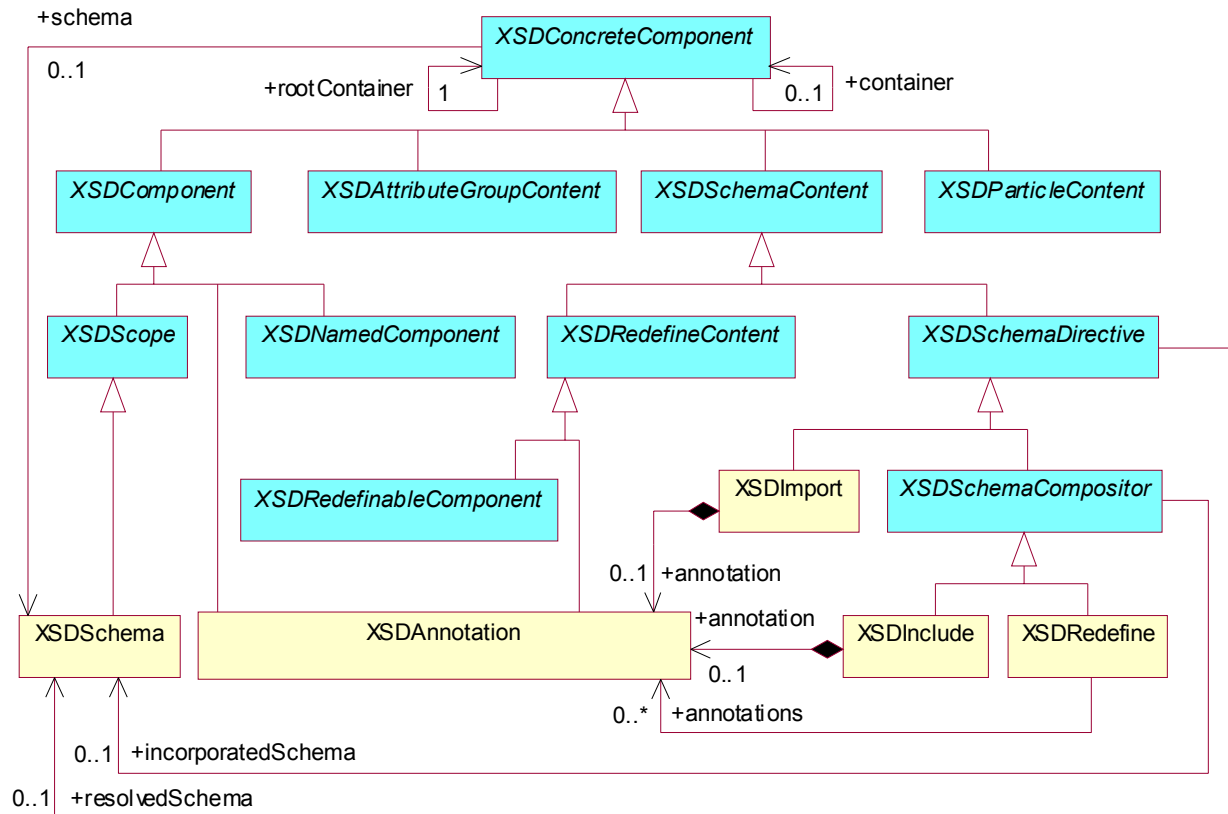 +schema
XSDConcreteComponent
0..1
+rootContainer
1
0..1
+container
XSDComponent
XSDAttributeGroupContent
XSDSchemaContent
XSDParticleContent
XSDScope
XSDNamedComponent
XSDRedefineContent
XSDSchemaDirective
XSDRedefinableComponent
XSDImport
XSDSchemaCompositor
0..1
+annotation
XSDSchema
XSDAnnotation
+annotation
XSDInclude
XSDRedefine
0..1
0..*
+annotations
0..1
+incorporatedSchema
0..1
+resolvedSchema